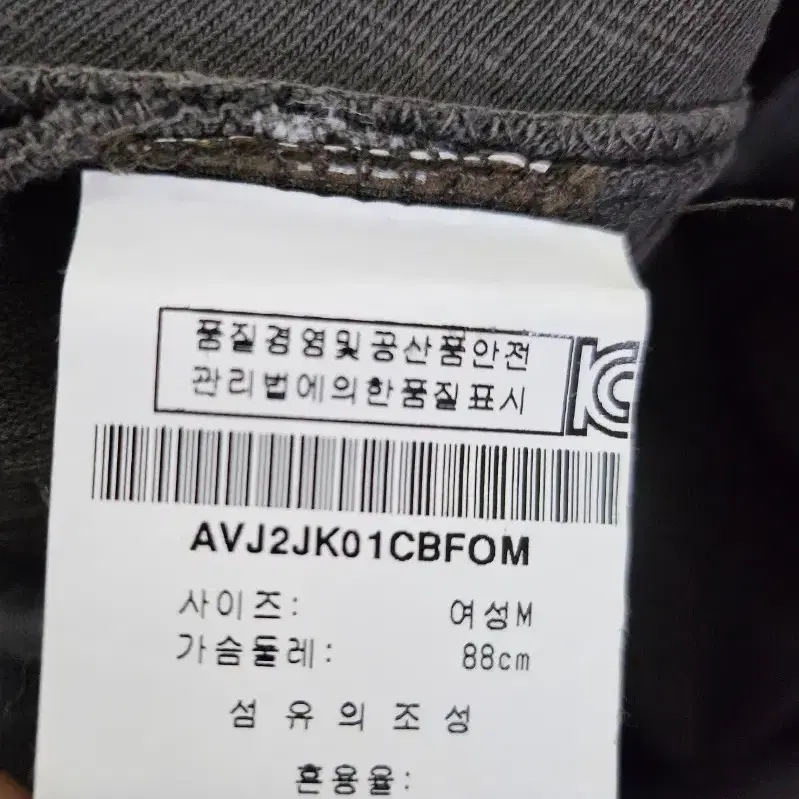 품질경영및공산품안전
관리법에의한품질표시
KC
AVJ2JK01CBFOM
사이즈: 여성M
가슴둘레: 88cm
섬유의조성
혼용율: